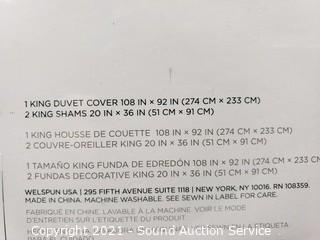 1 KING DUVET COVER 108 IN × 92 IN (274 CM × 233 CM)
2 KING SHAMS 20 IN × 36 IN (51 CM × 91 CM)
1 KING HOUSSE DE COUETTE 108 IN × 92 IN (274 CM × 233 CM)
2 COUVRE-OREILLER KING 20 IN × 36 IN (51 CM × 91 CM)
1 TAMAÑO KING FUNDA DE EDREDÓN 108 IN × 92 IN (274 CM × 233 CM
2 FUNDAS DECORATIVAS KING 20 IN × 36 IN (51 CM × 91 CM)
WELSPUN USA | 295 FIFTH AVENUE SUITE 1118 | NEW YORK, NY 10016. RN 108359.
MADE IN CHINA. MACHINE WASHABLE. SEE SEWN IN LABEL FOR CARE.
FABRIQUÉ EN CHINE. LAVABLE À LA MACHINE. VOIR LE MODE
D'ENTRETIEN SUR L'ÉTIQUETTE DU PRODUIT
Copyright 2021 - Sound Auction Service
PARA EL CUIDADO